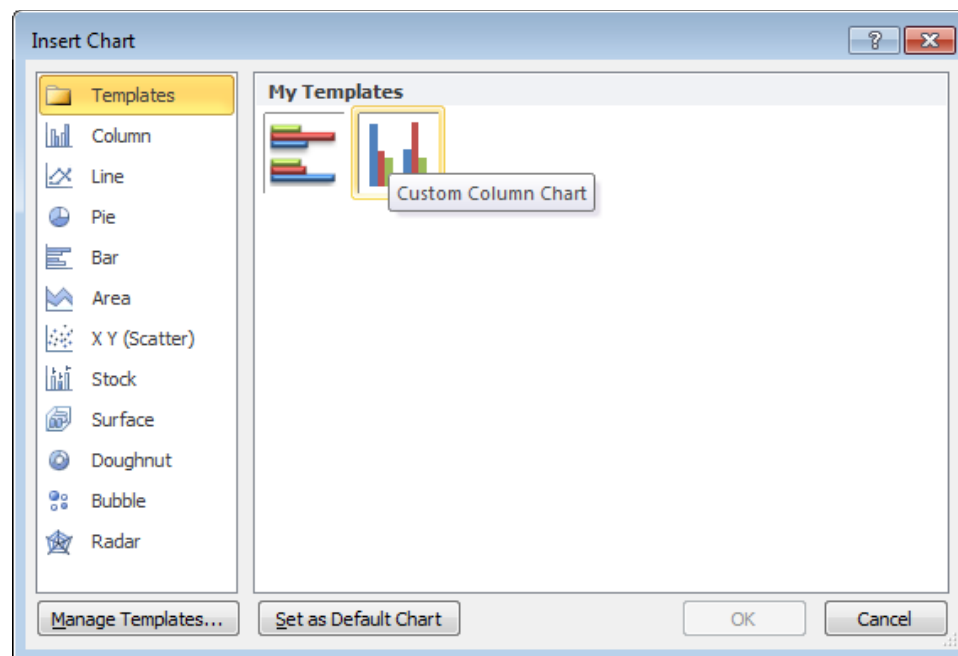 Insert Chart
Templates
Column
Line
Pie
Bar
Area
X Y (Scatter)
Stock
Surface
Doughnut
Bubble
Radar
My Templates
Custom Column Chart
Manage Templates...
Set as Default Chart
OK
Cancel